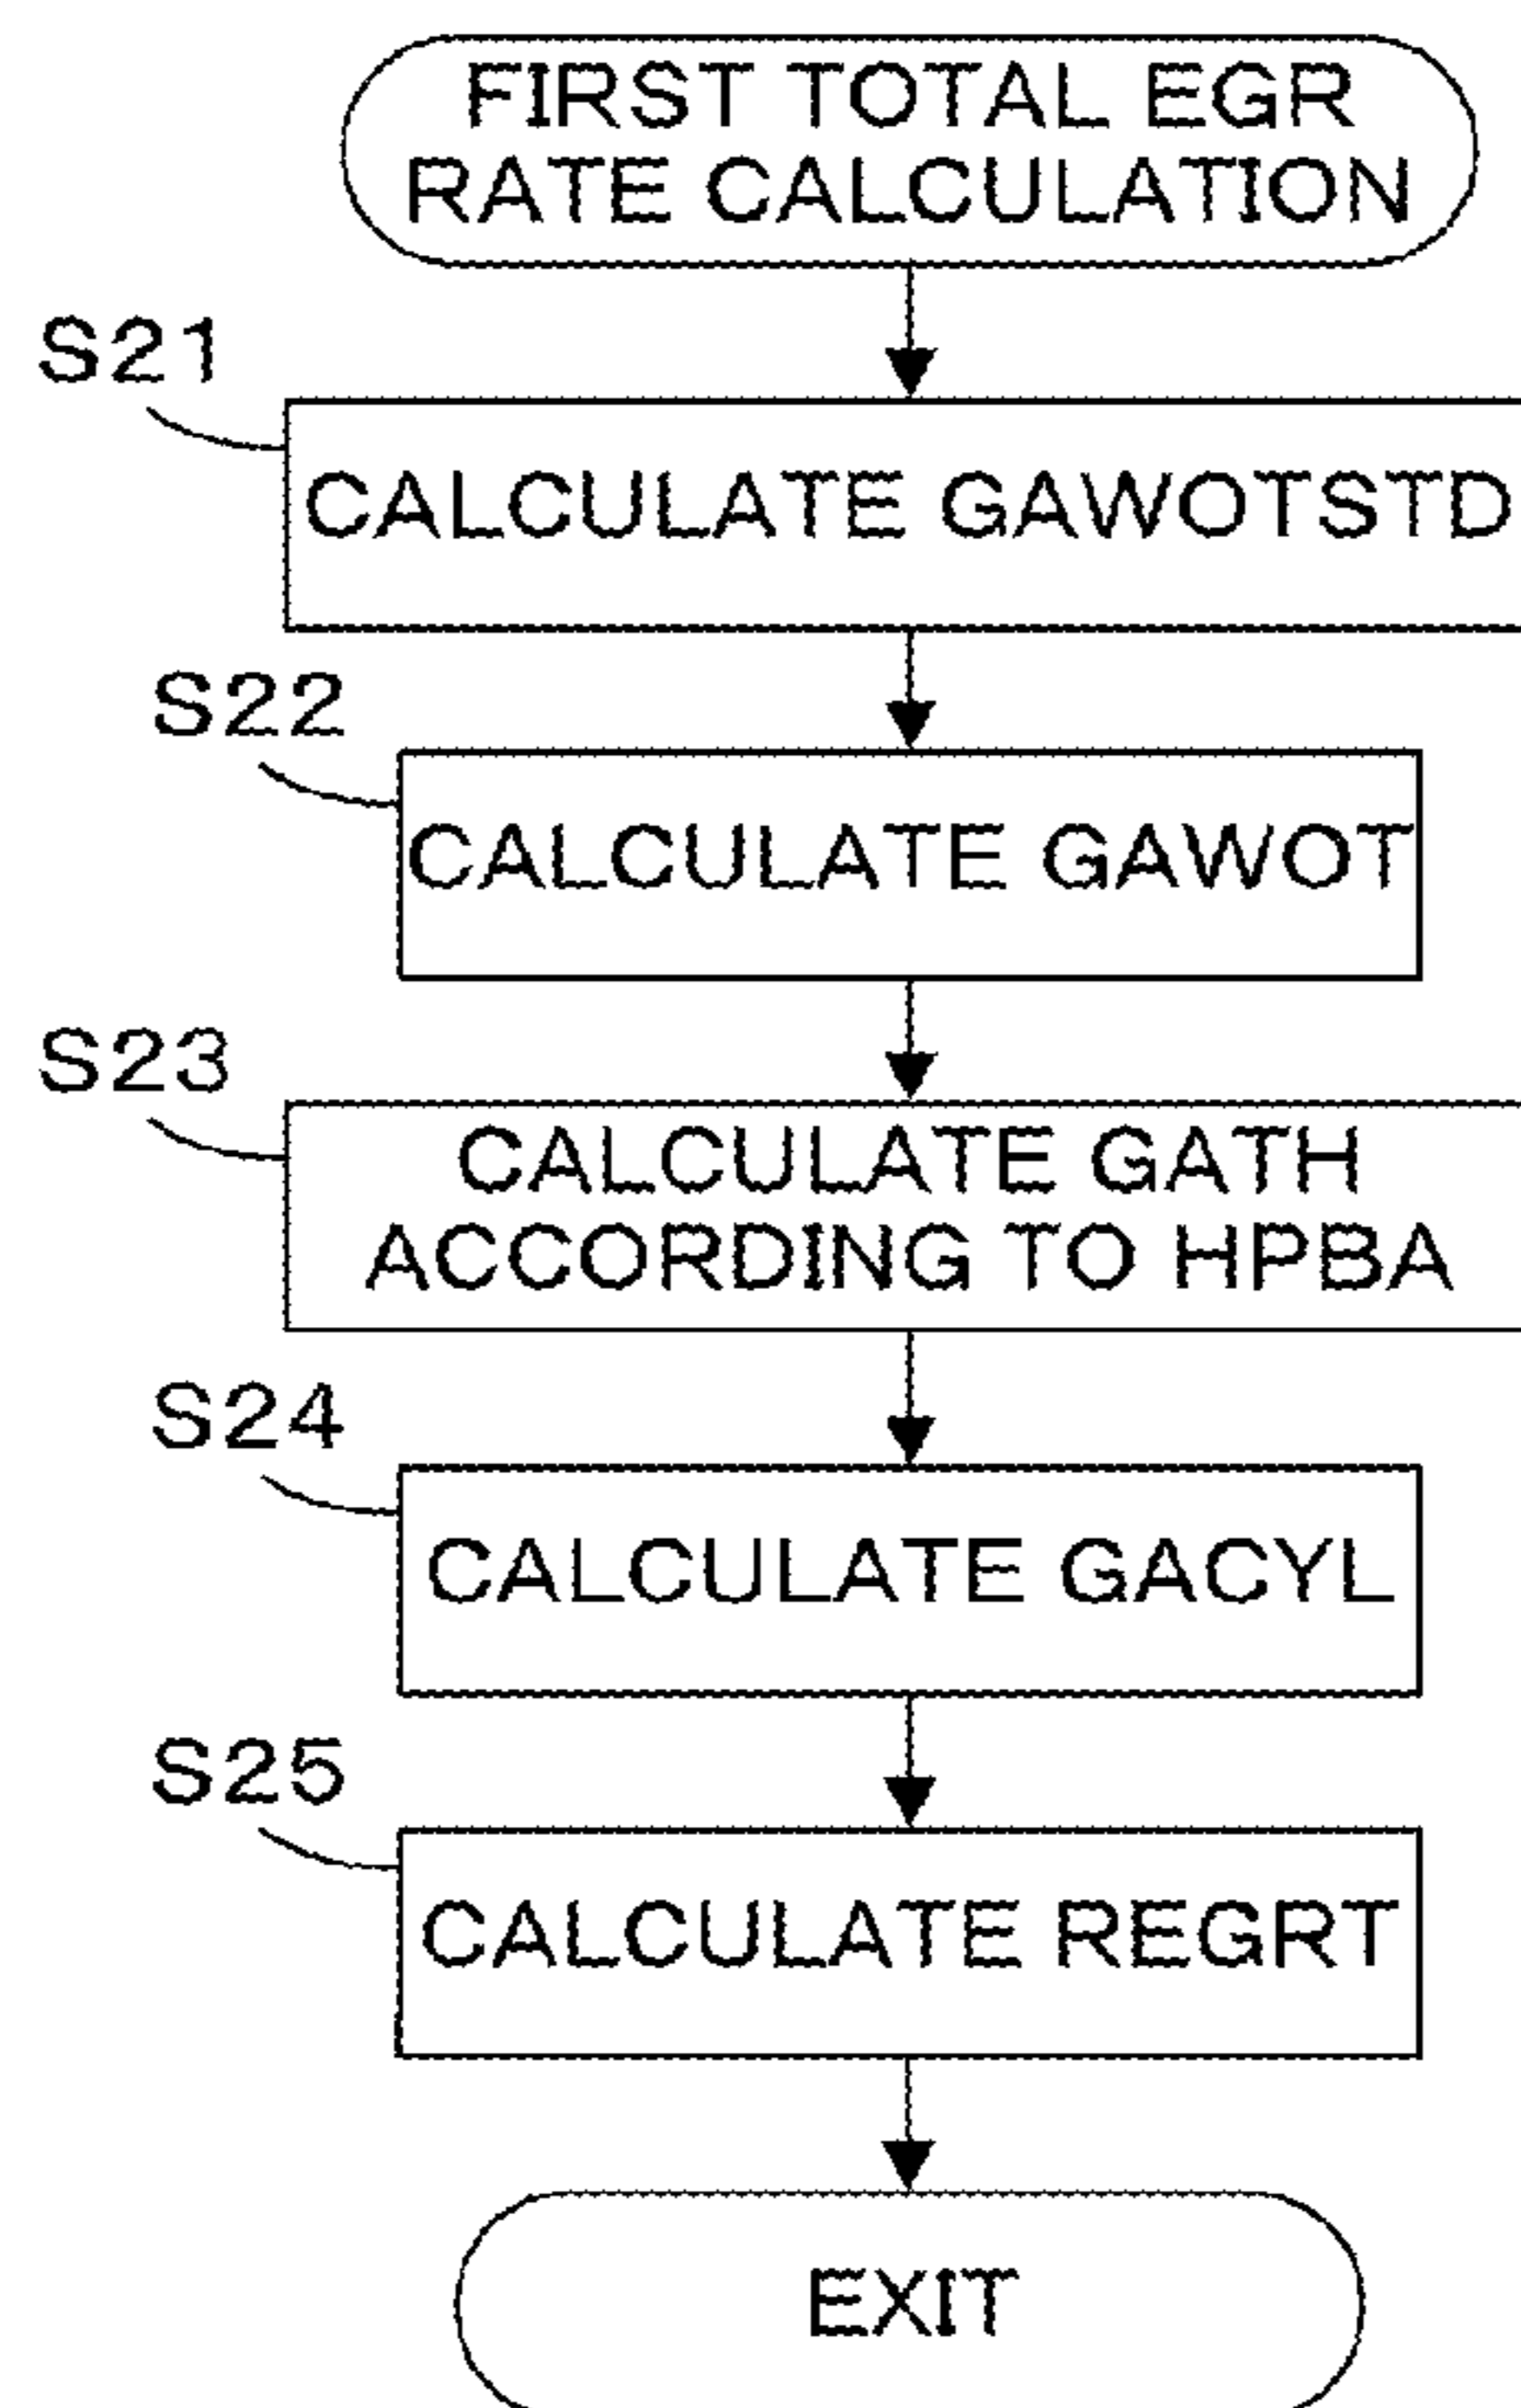 FIRST TOTAL EGR
RATE CALCULATION
S21
CALCULATE GAWOTSTD
S22
CALCULATE GAWOT
S23
CALCULATE GATH
ACCORDING TO HPBA
S24
CALCULATE GACYL
S25
CALCULATE REGRT
EXIT